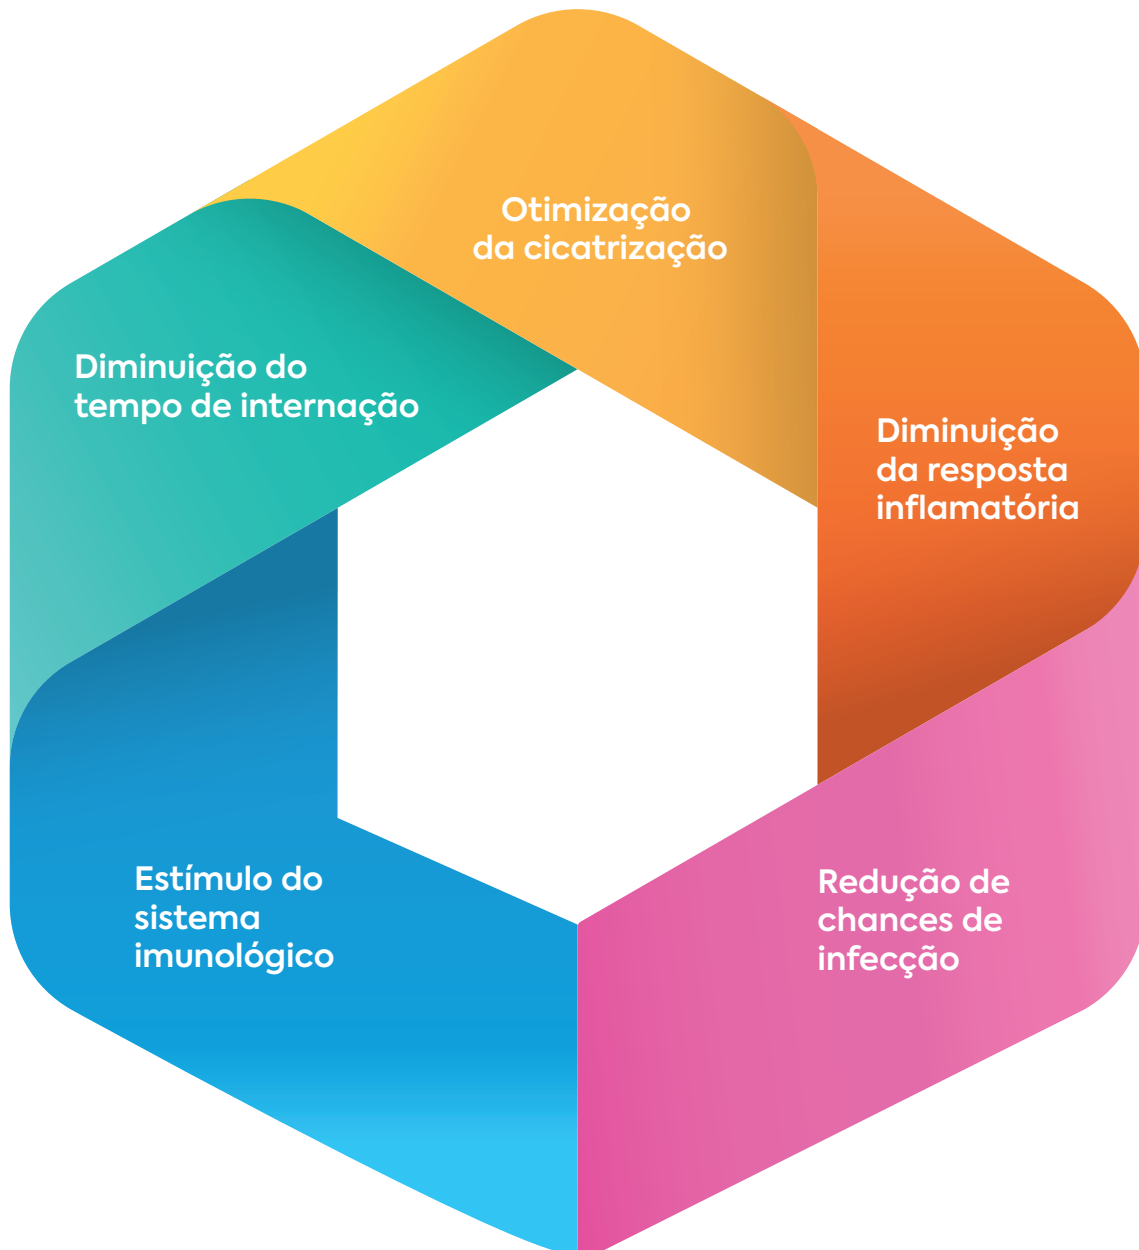 Otimização
da cicatrização
Diminuição do
tempo de internação
Diminuição
da resposta
inflamatória
Estímulo do
sistema
imunológico
Redução de
chances de
infecção